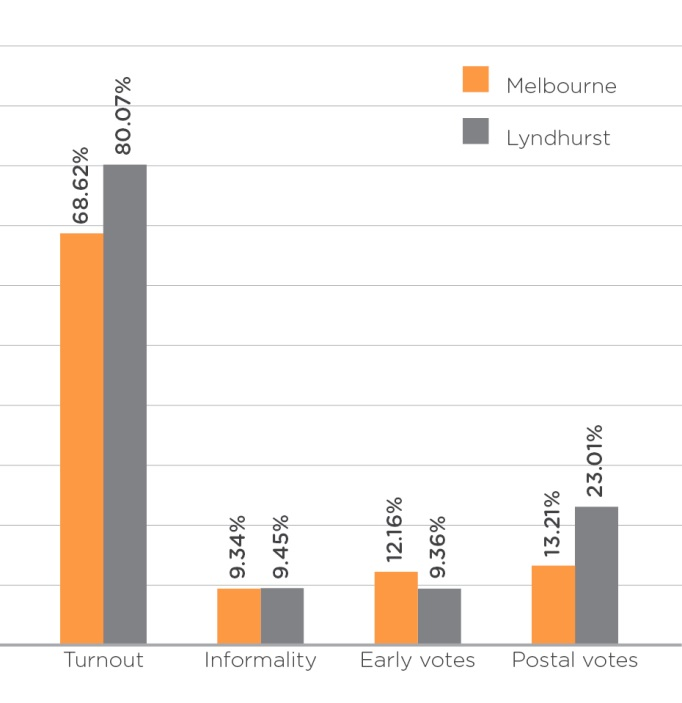 Melbourne
Lyndhurst
68.62%
80.07%
9.34%
9.45%
12.16%
9.36%
13.21%
23.01%
Turnout
Informality
Early votes
Postal votes